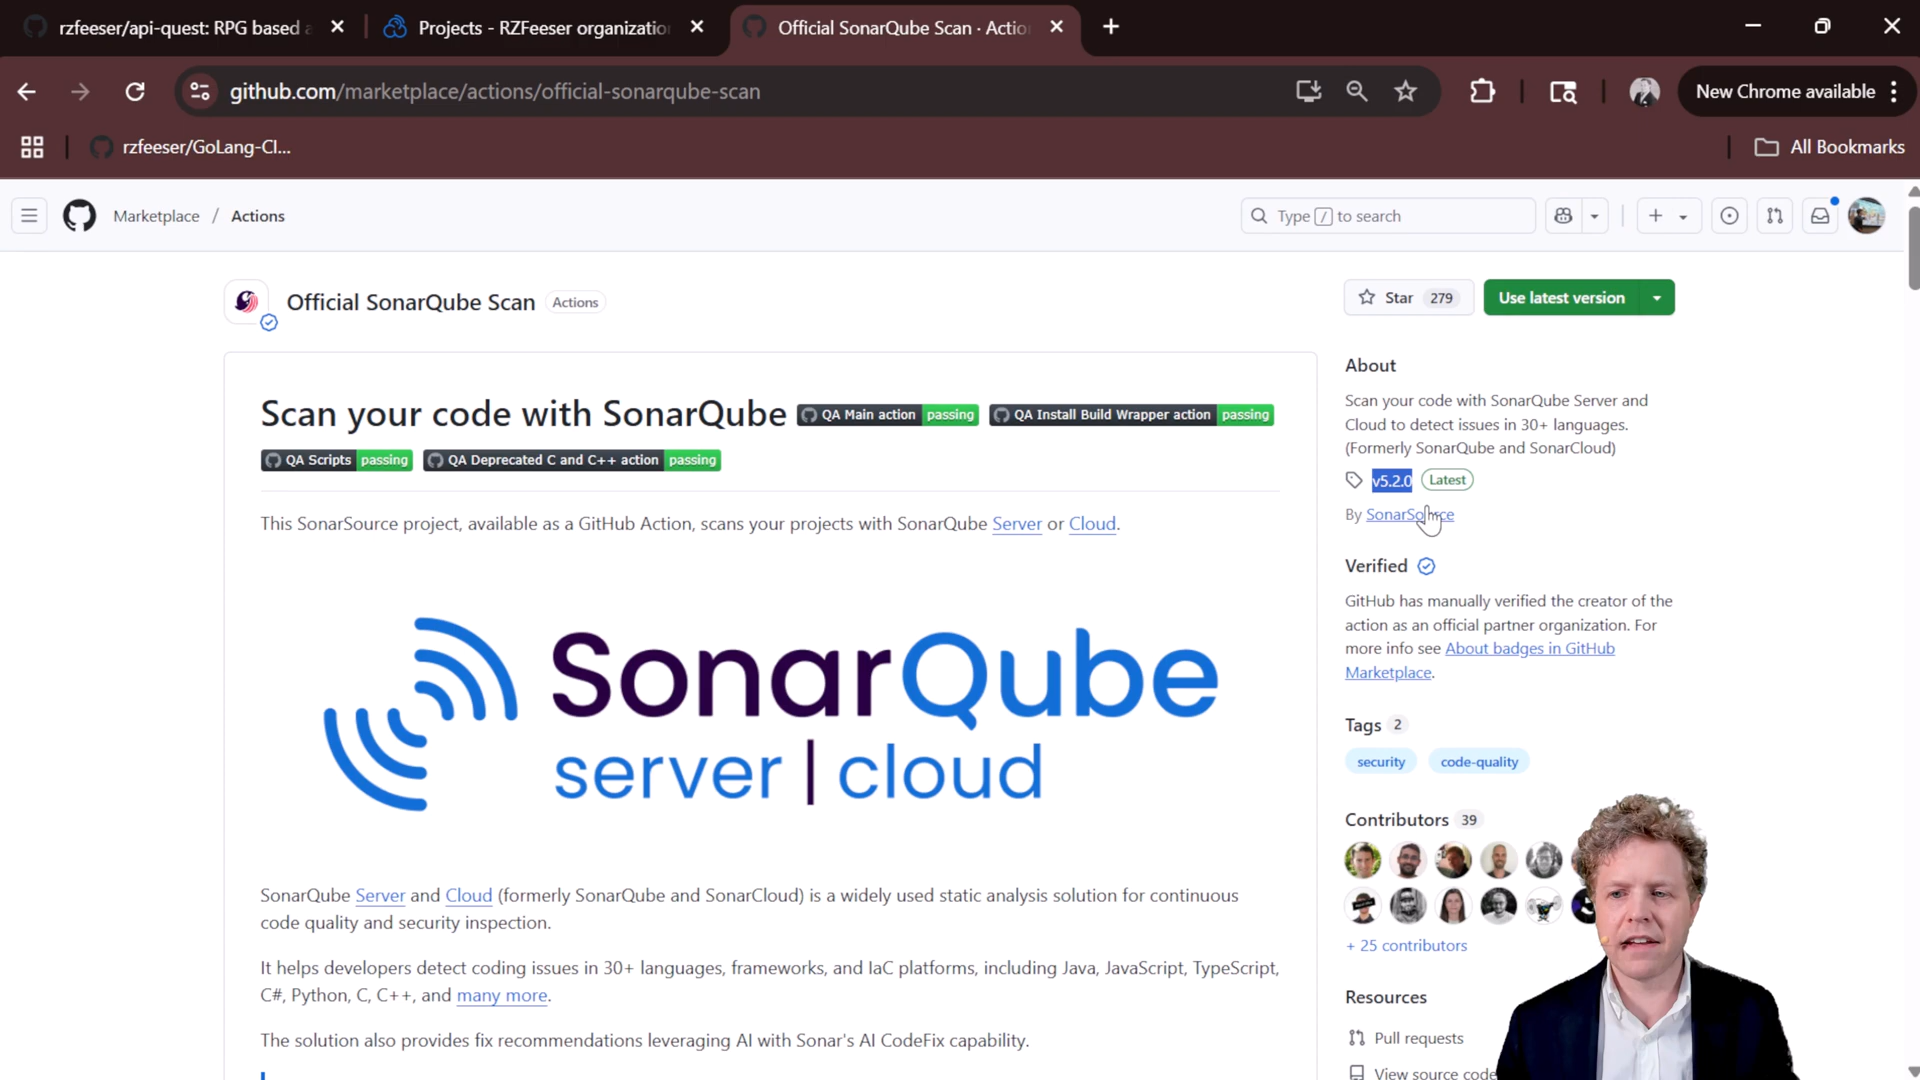 rzfeeser/api-quest: RPG based a
Projects - RZFeeser organizatio
Official SonarQube Scan · Actio
github.com/marketplace/actions/official-sonarqube-scan
New Chrome available
rzfeeser/GoLang-Cl...
All Bookmarks
Marketplace / Actions
Type / to search
Official SonarQube Scan
Actions
Star 279
Use latest version
Scan your code with SonarQube
QA Main action passing
QA Install Build Wrapper action passing
QA Scripts passing
QA Deprecated C and C++ action passing
This SonarSource project, available as a GitHub Action, scans your projects with SonarQube Server or Cloud.
SonarQube
server | cloud
SonarQube Server and Cloud (formerly SonarQube and SonarCloud) is a widely used static analysis solution for continuous
code quality and security inspection.
It helps developers detect coding issues in 30+ languages, frameworks, and IaC platforms, including Java, JavaScript, TypeScript,
C#, Python, C, C++, and many more.
The solution also provides fix recommendations leveraging AI with Sonar's AI CodeFix capability.
About
Scan your code with SonarQube Server and
Cloud to detect issues in 30+ languages.
(Formerly SonarQube and SonarCloud)
v5.2.0 Latest
By SonarSource
Verified
GitHub has manually verified the creator of the
action as an official partner organization. For
more info see About badges in GitHub
Marketplace.
Tags 2
security
code-quality
Contributors 39
+ 25 contributors
Resources
Pull requests
View source code